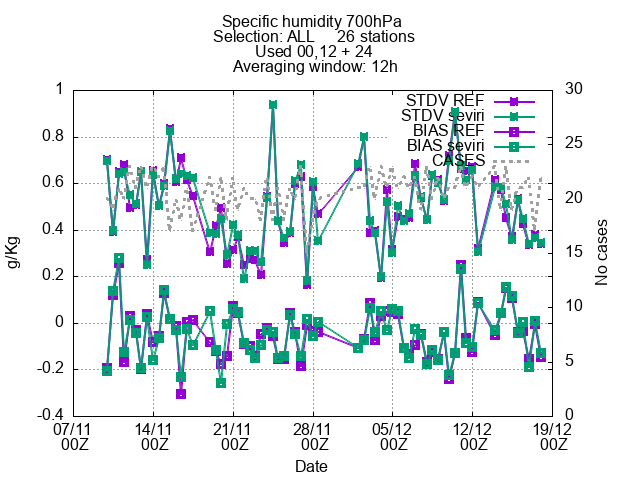 Specific humidity 700hPa
Selection: ALL 26 stations
Used 00,12 + 24
Averaging window: 12h
1
0.8
0.6
0.4
0.2
0
-0.2
-0.4
g/Kg
30
25
20
15
10
5
0
No cases
STDV REF
STDV seviri
BIAS REF
BIAS seviri
CASES
07/11 14/11 21/11 28/11 05/12 12/12 19/12
00Z 00Z 00Z 00Z 00Z 00Z 00Z
Date